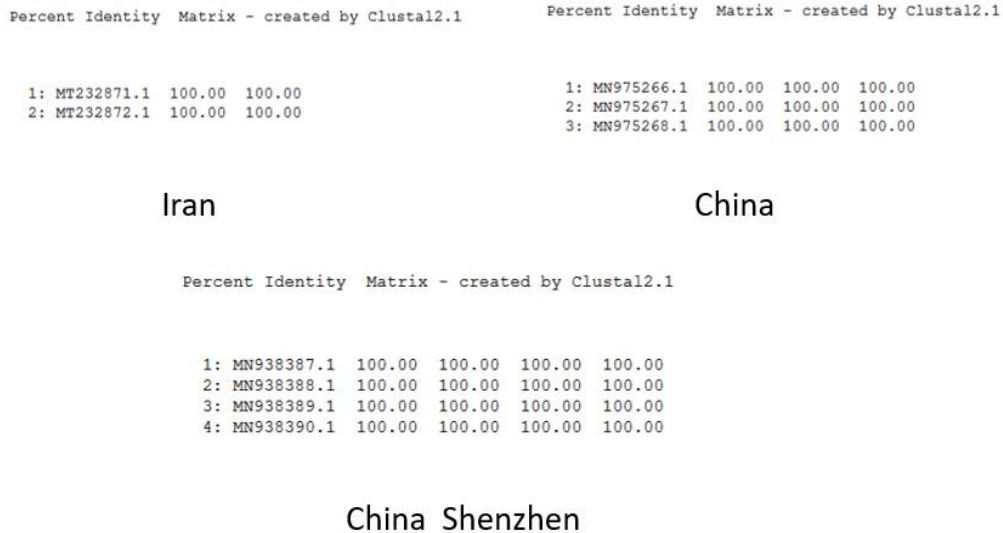 Percent Identity Matrix - created by Clustal2.1
1: MT232871.1 100.00 100.00
2: MT232872.1 100.00 100.00
Iran
Percent Identity Matrix - created by Clustal2.1
1: MN975266.1 100.00 100.00 100.00
2: MN975267.1 100.00 100.00 100.00
3: MN975268.1 100.00 100.00 100.00
China
Percent Identity Matrix - created by Clustal2.1
1: MN938387.1 100.00 100.00 100.00 100.00
2: MN938388.1 100.00 100.00 100.00 100.00
3: MN938389.1 100.00 100.00 100.00 100.00
4: MN938390.1 100.00 100.00 100.00 100.00
China Shenzhen